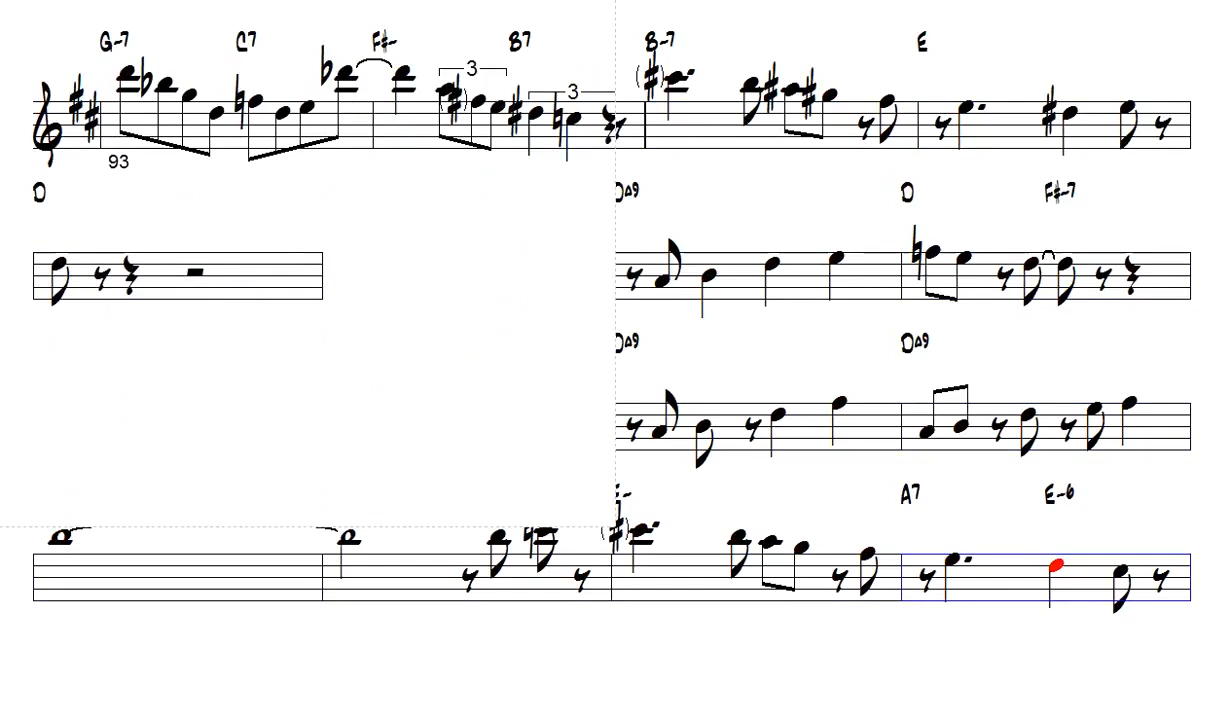 G-7 C7 F#- B7 B-7 E
3 3
93
D D∆9 D F#-7
D∆9 D∆9
E- A7 E-6